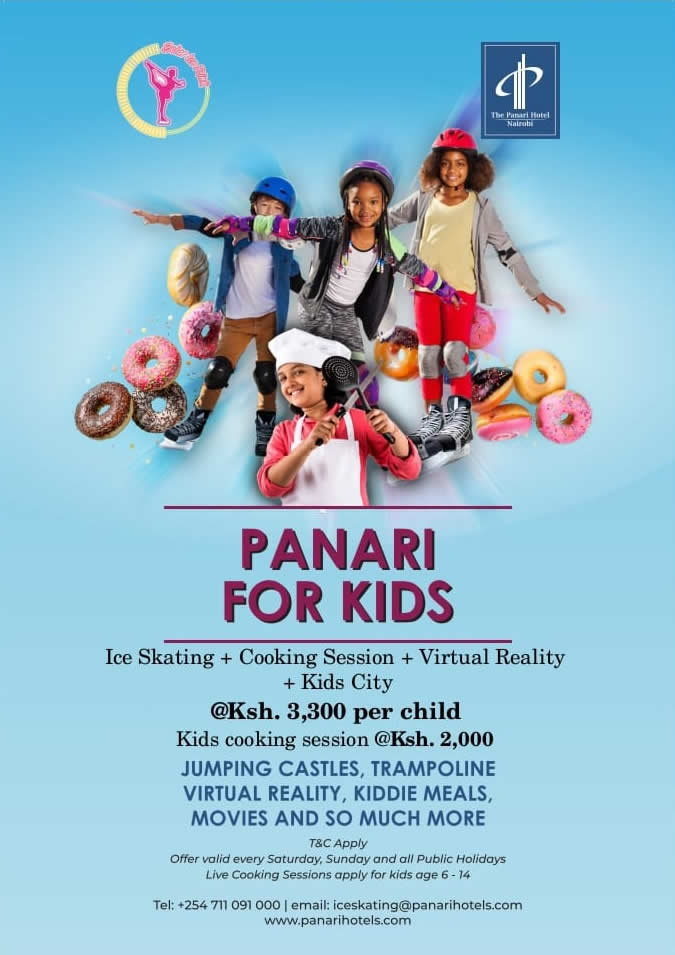 The Panari Hotel
Nairobi
PANARI
FOR KIDS
Ice Skating + Cooking Session + Virtual Reality
+ Kids City
@Ksh. 3,300 per child
Kids cooking session @Ksh. 2,000
JUMPING CASTLES, TRAMPOLINE
VIRTUAL REALITY, KIDDIE MEALS,
MOVIES AND SO MUCH MORE
T&C Apply
Offer valid every Saturday, Sunday and all Public Holidays
Live Cooking Sessions apply for kids age 6 - 14
Tel: +254 711 091 000 | email: iceskating@panarihotels.com
www.panarihotels.com